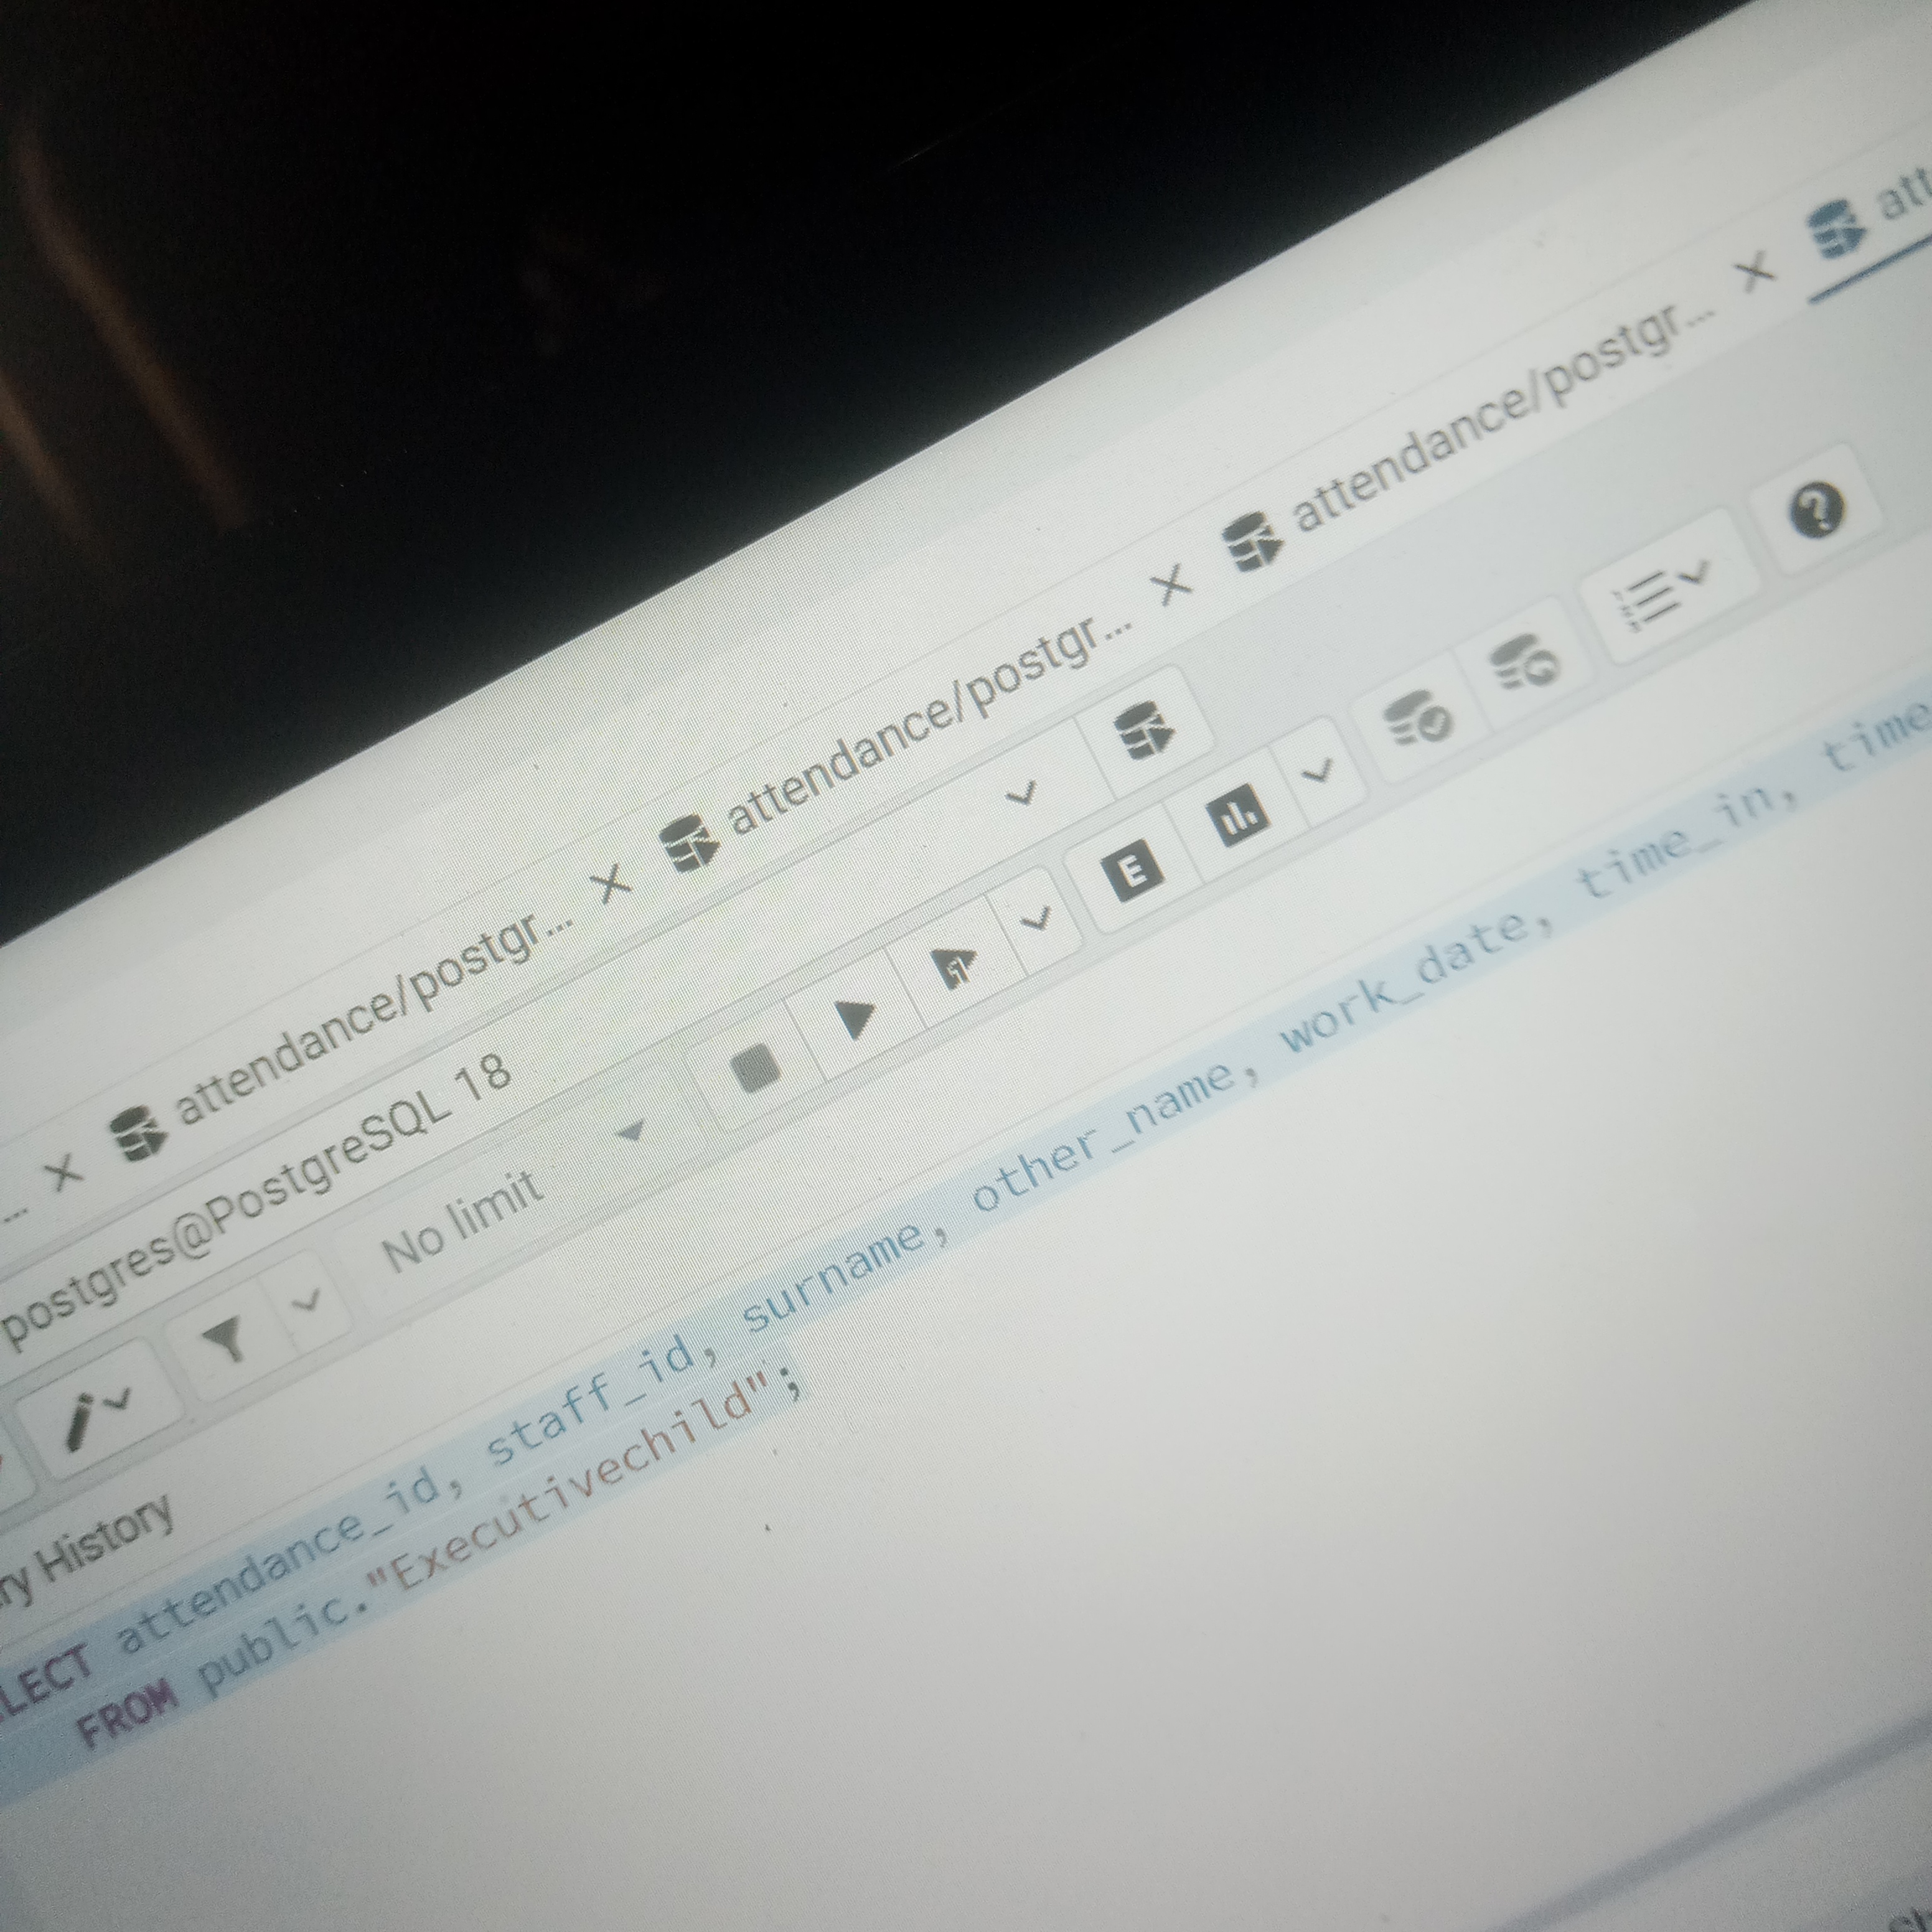 ... attendance/postgr... attendance/postgr... attendance/postgr... att
postgres@PostgreSQL 18
No limit
E
ry History
LECT attendance_id, staff_id, surname, other_name, work_date, time_in, time
FROM public."Executivechild";